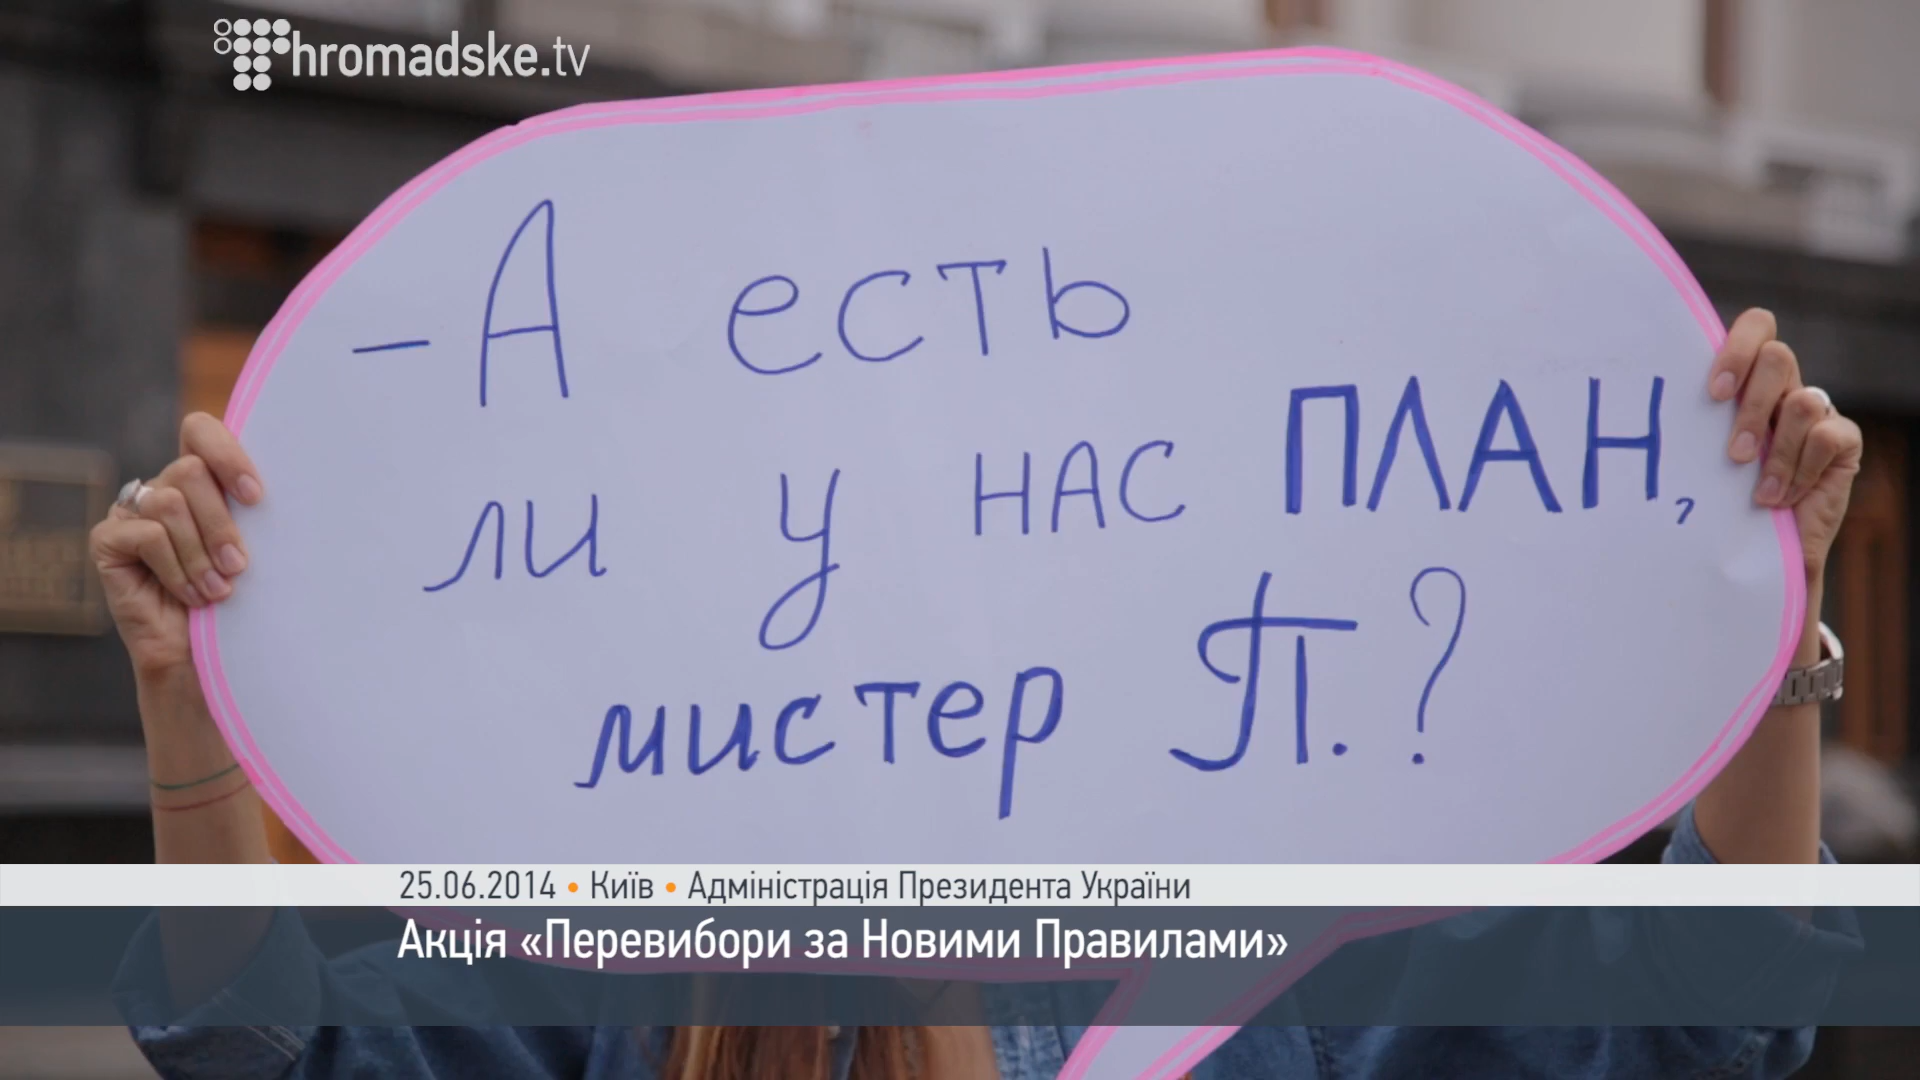 hromadske.tv
– А есть
ли у нас ПЛАН,
мистер П.?
25.06.2014 • Київ • Адміністрація Президента України
Акція «Перевибори за Новими Правилами»